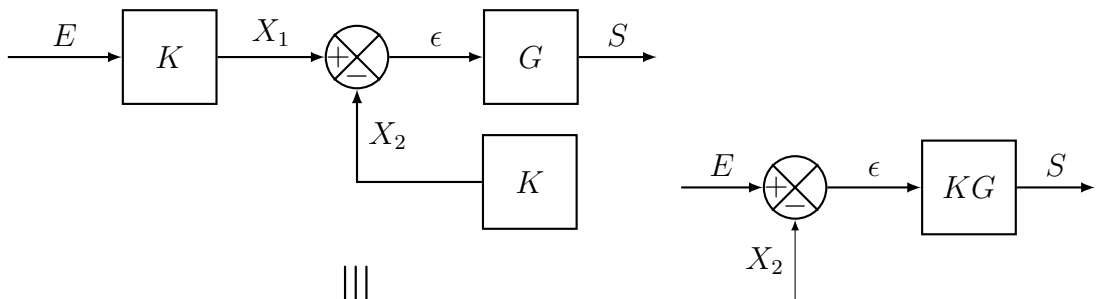 E K X₁ + − ϵ G S
X₂ K
E + − ϵ KG S
X₂